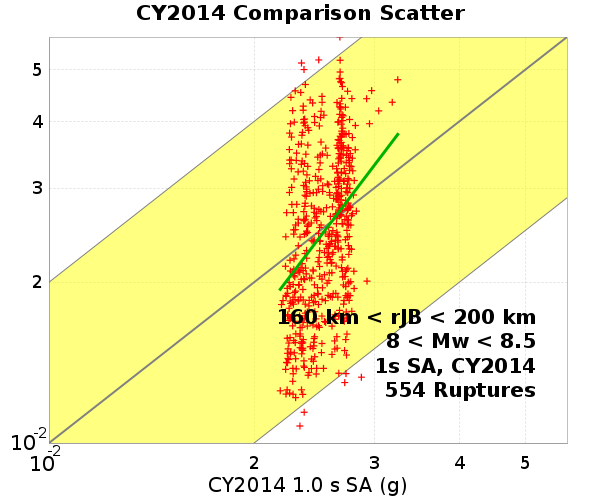 CY2014 Comparison Scatter
5
4
3
2
10-2
160 km < rJB < 200 km
8 < Mw < 8.5
1s SA, CY2014
554 Ruptures
10-2
2
3
4
5
CY2014 1.0 s SA (g)